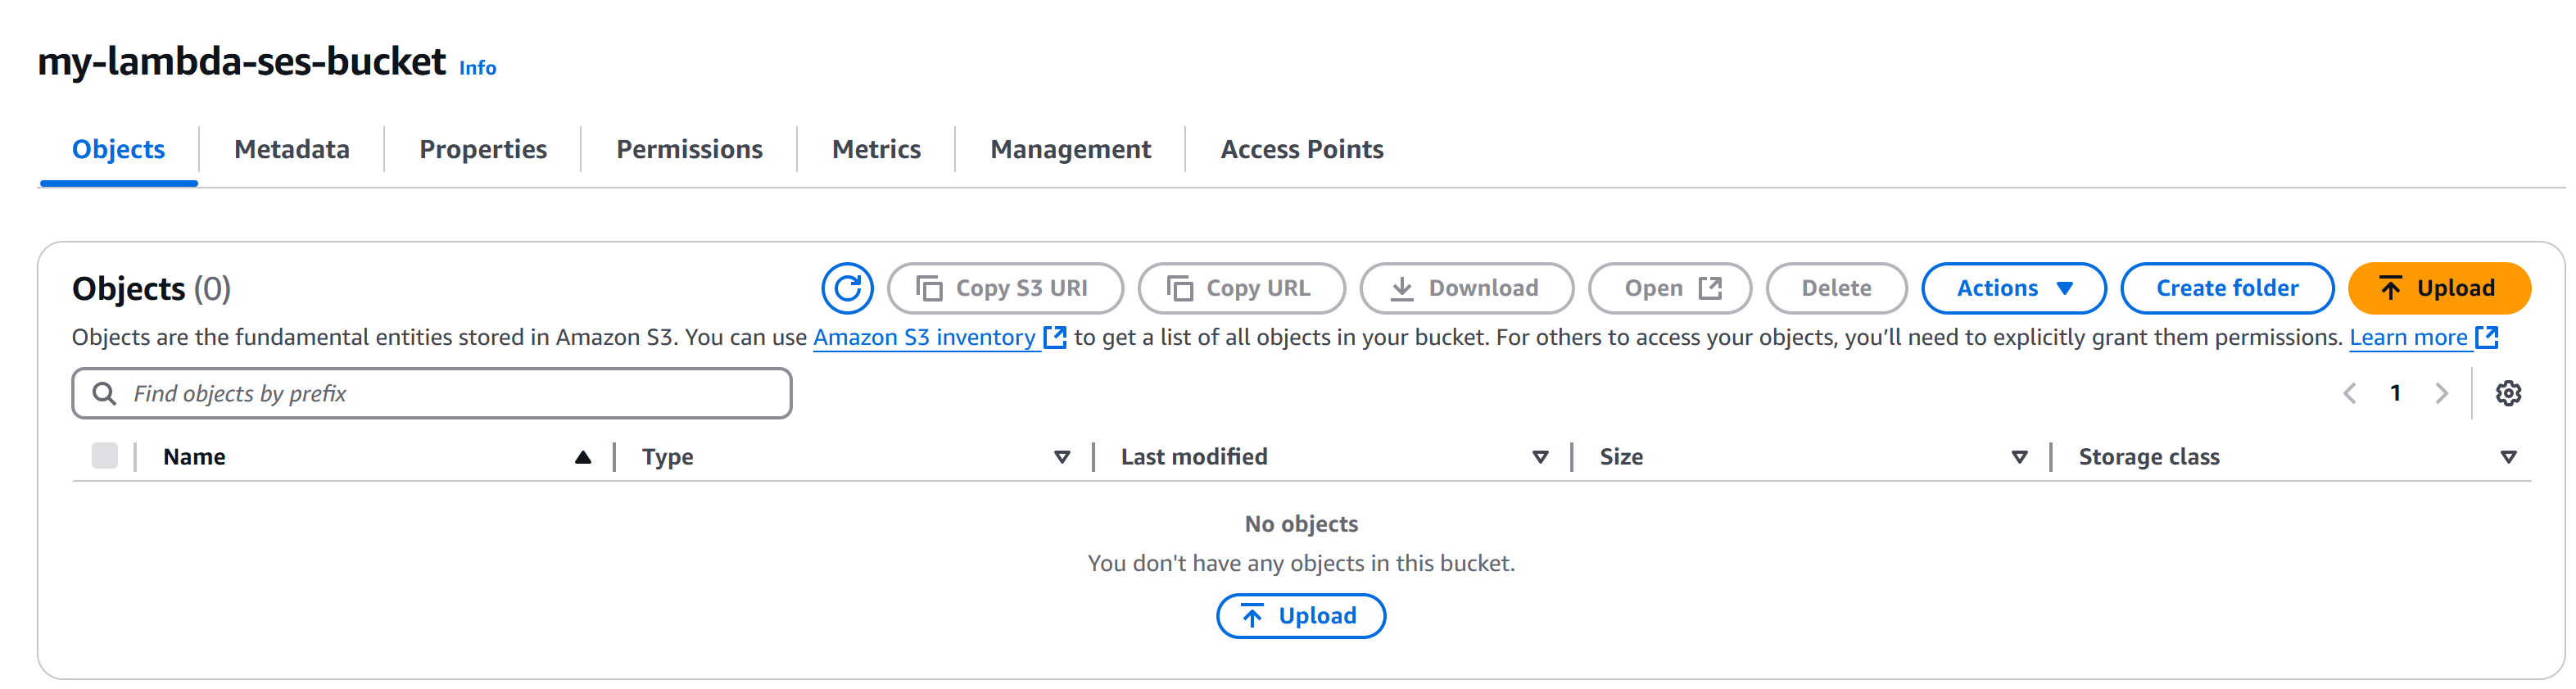 my-lambda-ses-bucket Info
Objects Metadata Properties Permissions Metrics Management Access Points
Objects (0) Copy S3 URI Copy URL Download Open Delete Actions Create folder Upload
Objects are the fundamental entities stored in Amazon S3. You can use Amazon S3 inventory to get a list of all objects in your bucket. For others to access your objects, you’ll need to explicitly grant them permissions. Learn more
Find objects by prefix 1
Name Type Last modified Size Storage class
No objects
You don't have any objects in this bucket.
Upload